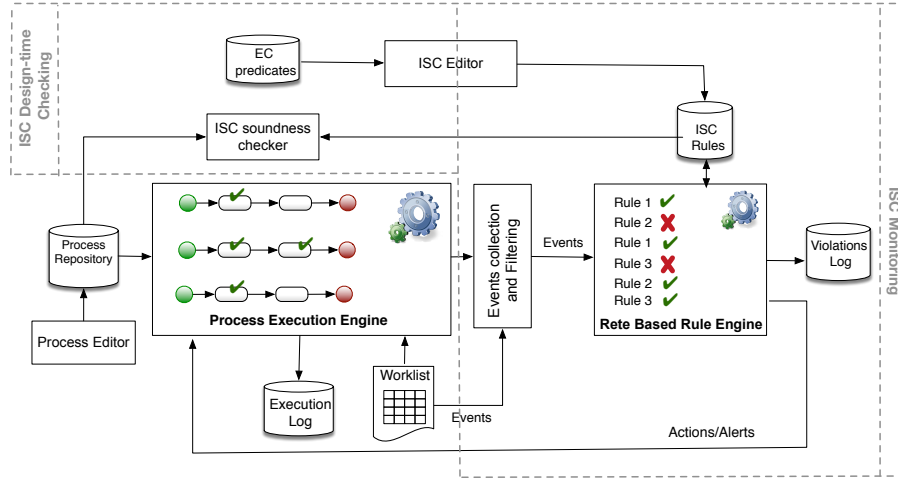 ISC Design-time
Checking
EC
predicates
ISC Editor
ISC soundness
checker
ISC
Rules
Process
Repository
Process Editor
Process Execution Engine
Execution
Log
Worklist
Events
Events collection
and Filtering
Events
Rule 1
Rule 2
Rule 1
Rule 3
Rule 2
Rule 3
Rete Based Rule Engine
Violations
Log
Actions/Alerts
ISC Monitoring